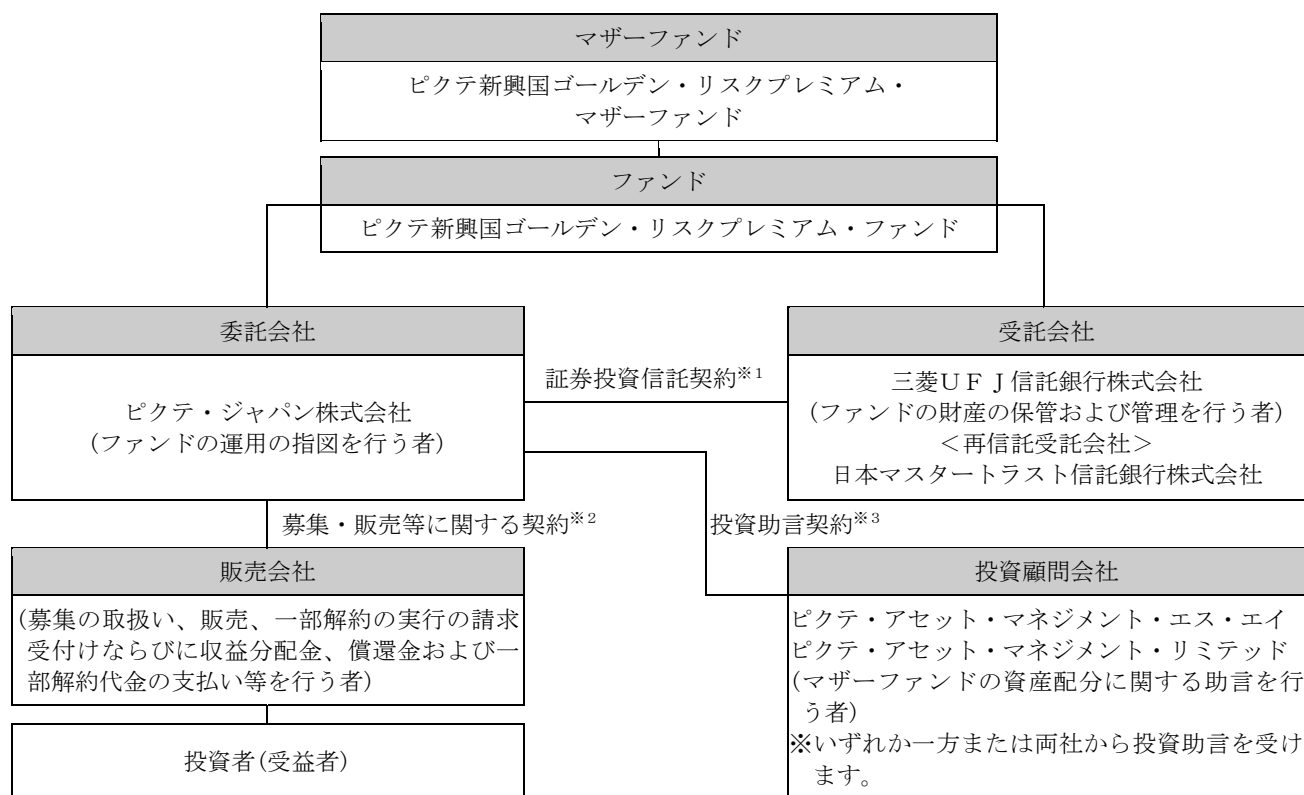 マザーファンド
ピクテ新興国ゴールデン・リスクプレミアム・
マザーファンド
ファンド
ピクテ新興国ゴールデン・リスクプレミアム・ファンド
委託会社
ピクテ・ジャパン株式会社
(ファンドの運用の指図を行う者)
証券投資信託契約※1
受託会社
三菱UFJ信託銀行株式会社
(ファンドの財産の保管および管理を行う者)
<再信託受託会社>
日本マスタートラスト信託銀行株式会社
募集・販売等に関する契約※2
投資助言契約※3
販売会社
(募集の取扱い、販売、一部解約の実行の請求
受付けならびに収益分配金、償還金および一
部解約代金の支払い等を行う者)
投資者(受益者)
投資顧問会社
ピクテ・アセット・マネジメント・エス・エイ
ピクテ・アセット・マネジメント・リミテッド
(マザーファンドの資産配分に関する助言を行
う者)
※いずれか一方または両社から投資助言を受け
ます。